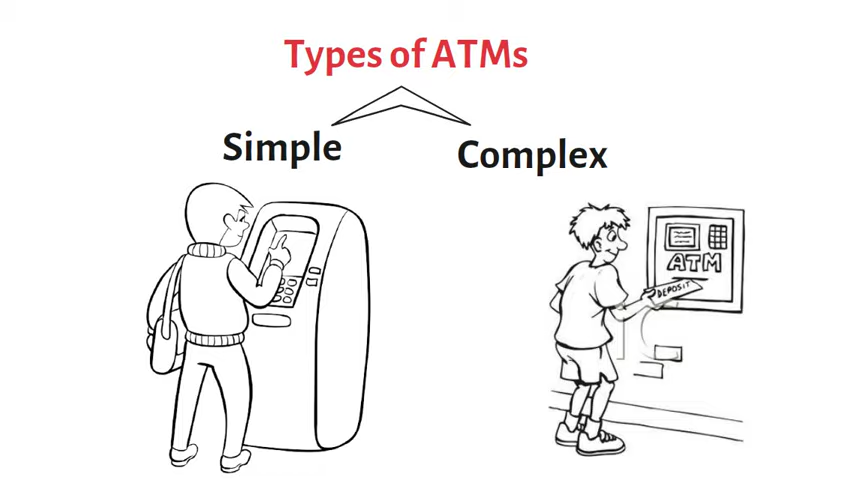 Types of ATMs
Simple
Complex
ATM
DEPOSIT